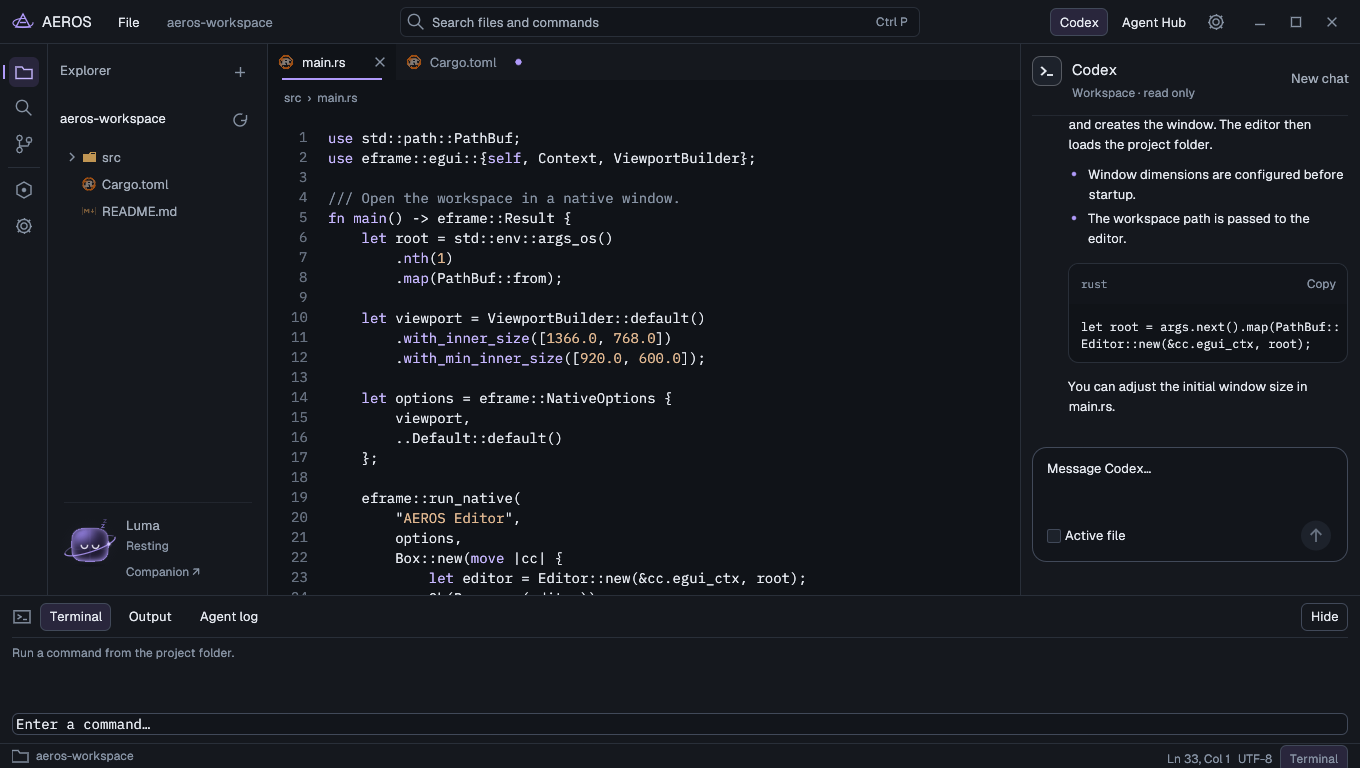 AEROS File aeros-workspace Search files and commands Ctrl P Codex Agent Hub
Explorer
aeros-workspace
src
Cargo.toml
README.md
Luma
Resting
Companion ↗
main.rs Cargo.toml
src › main.rs
1 use std::path::PathBuf;
2 use eframe::egui::{self, Context, ViewportBuilder};
3
4 /// Open the workspace in a native window.
5 fn main() -> eframe::Result {
6     let root = std::env::args_os()
7         .nth(1)
8         .map(PathBuf::from);
9
10     let viewport = ViewportBuilder::default()
11         .with_inner_size([1366.0, 768.0])
12         .with_min_inner_size([920.0, 600.0]);
13
14     let options = eframe::NativeOptions {
15         viewport,
16         ..Default::default()
17     };
18
19     eframe::run_native(
20         "AEROS Editor",
21         options,
22         Box::new(move |cc| {
23             let editor = Editor::new(&cc.egui_ctx, root);
Codex
Workspace · read only
New chat
and creates the window. The editor then
loads the project folder.
• Window dimensions are configured before
startup.
• The workspace path is passed to the
editor.
rust Copy
let root = args.next().map(PathBuf::
Editor::new(&cc.egui_ctx, root);
You can adjust the initial window size in
main.rs.
Message Codex…
Active file
Terminal Output Agent log Hide
Run a command from the project folder.
Enter a command…
aeros-workspace Ln 33, Col 1 UTF-8 Terminal